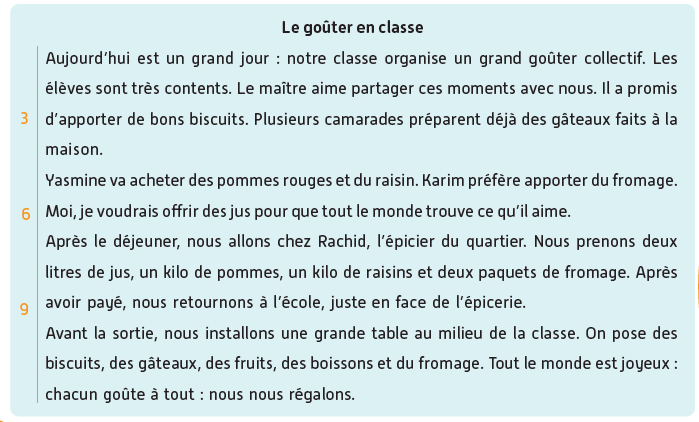 Le goûter en classe
Aujourd'hui est un grand jour : notre classe organise un grand goûter collectif. Les
élèves sont très contents. Le maître aime partager ces moments avec nous. Il a promis
3 d'apporter de bons biscuits. Plusieurs camarades préparent déjà des gâteaux faits à la
maison.
Yasmine va acheter des pommes rouges et du raisin. Karim préfère apporter du fromage.
6 Moi, je voudrais offrir des jus pour que tout le monde trouve ce qu'il aime.
Après le déjeuner, nous allons chez Rachid, l'épicier du quartier. Nous prenons deux
litres de jus, un kilo de pommes, un kilo de raisins et deux paquets de fromage. Après
9 avoir payé, nous retournons à l'école, juste en face de l'épicerie.
Avant la sortie, nous installons une grande table au milieu de la classe. On pose des
biscuits, des gâteaux, des fruits, des boissons et du fromage. Tout le monde est joyeux :
chacun goûte à tout : nous nous régalons.